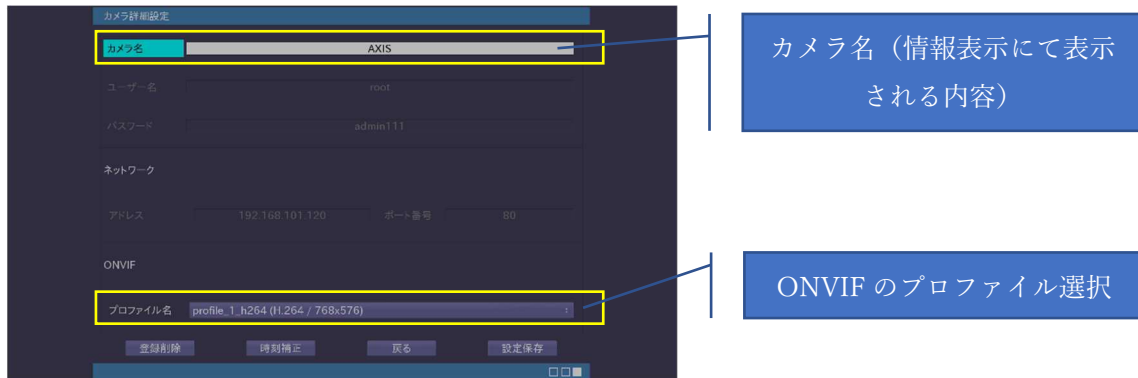 カメラ詳細設定
カメラ名 AXIS
ユーザー名 root
パスワード admin111
ネットワーク
アドレス 192.168.101.120 ポート番号 80
ONVIF
プロファイル名 profile_1_h264 (H.264 / 768x576)
登録削除 時刻補正 戻る 設定保存
カメラ名（情報表示にて表示
される内容）
ONVIF のプロファイル選択